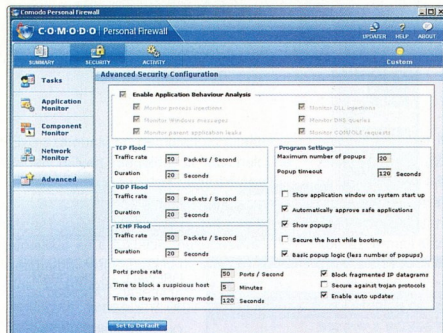 Comodo Personal Firewall
C·O·M·O·D·O Personal Firewall
UPDATER HELP ABOUT
SUMMARY SECURITY ACTIVITY Custom
Tasks
Application Monitor
Component Monitor
Network Monitor
Advanced
Advanced Security Configuration
Enable Application Behaviour Analysis
Monitor process injections Monitor DLL injections
Monitor Windows messages Monitor DNS queries
Monitor parent application leaks Monitor COM/OLE requests
TCP Flood
Traffic rate 50 Packets / Second
Duration 20 Seconds
UDP Flood
Traffic rate 50 Packets / Second
Duration 20 Seconds
ICMP Flood
Traffic rate 50 Packets / Second
Duration 20 Seconds
Program Settings
Maximum number of popups 20
Popup timeout 120 Seconds
Show application window on system start up
Automatically approve safe applications
Show popups
Secure the host while booting
Basic popup logic (less number of popups)
Ports probe rate 50 Ports / Second
Time to block a suspicious host 5 Minutes
Time to stay in emergency mode 120 Seconds
Block fragmented IP datagrams
Secure against trojan protocols
Enable auto updater
Set to Default